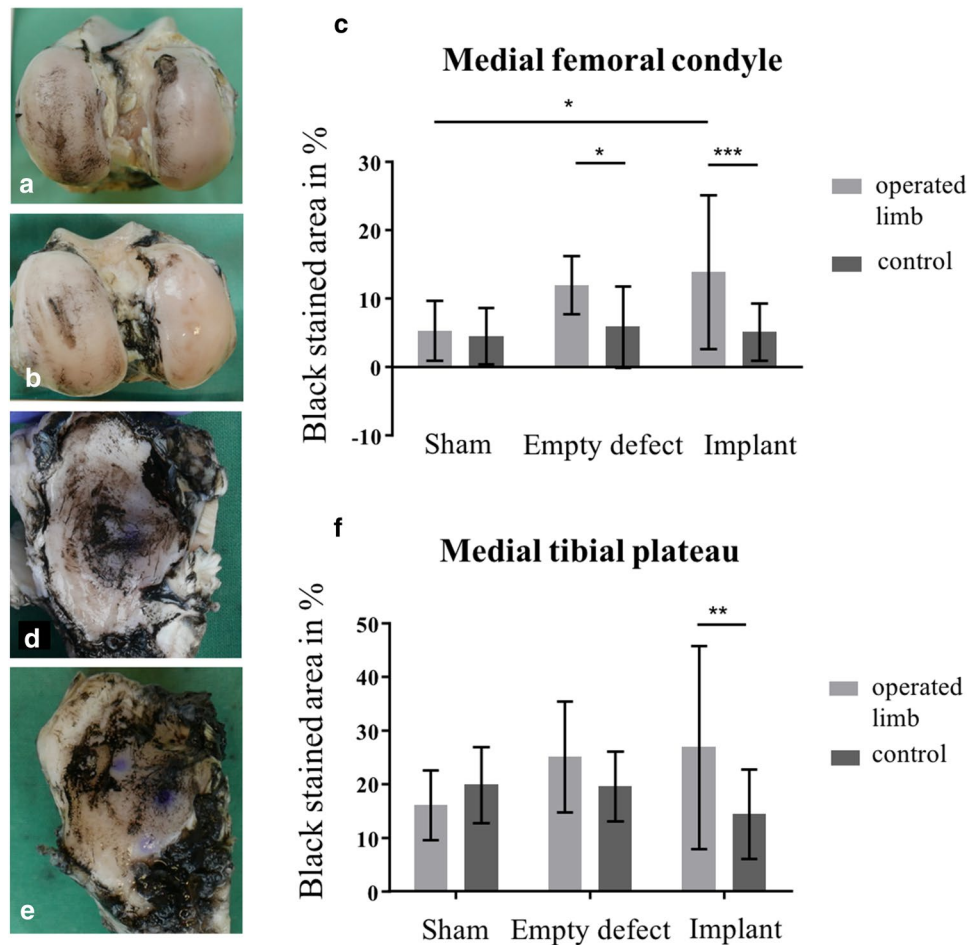 a
b
d
e
c
Medial femoral condyle
*
*
***
Black stained area in %
30
20
10
0
-10
Sham
Empty defect
Implant
operated
limb
control
f
Medial tibial plateau
**
Black stained area in %
50
40
30
20
10
0
Sham
Empty defect
Implant
operated
limb
control